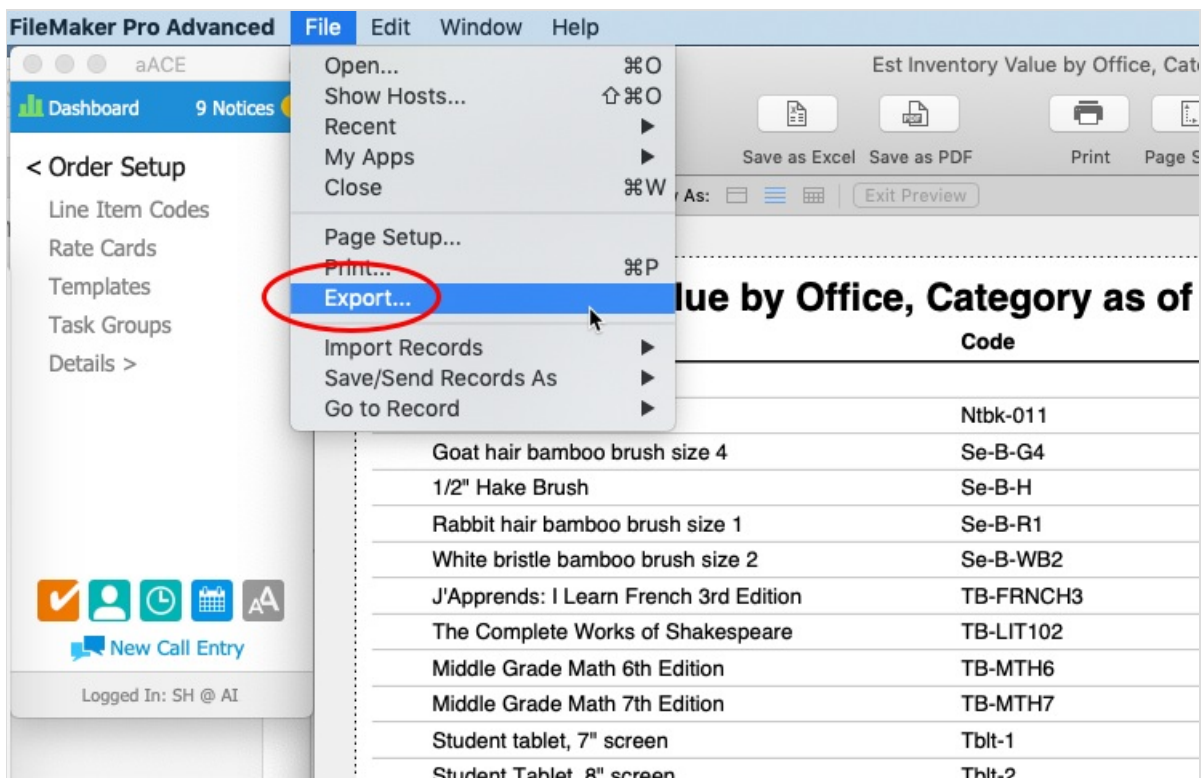 FileMaker Pro Advanced File Edit Window Help
aACE
Est Inventory Value by Office,
Dashboard 9 Notices
< Order Setup
Line Item Codes
Rate Cards
Templates
Task Groups
Details >
New Call Entry
Logged In: SH @ AI
Open... ⌘O
Show Hosts... ⇧⌘O
Recent ▶
My Apps ▶
Close ⌘W
Page Setup...
Print... ⌘P
Export...
Import Records ▶
Save/Send Records As ▶
Go to Record ▶
Save as Excel Save as PDF Print Page
As: Exit Preview
by Office, Category as of
Code
Ntbk-011
Goat hair bamboo brush size 4 Se-B-G4
1/2" Hake Brush Se-B-H
Rabbit hair bamboo brush size 1 Se-B-R1
White bristle bamboo brush size 2 Se-B-WB2
J'Apprends: I Learn French 3rd Edition TB-FRNCH3
The Complete Works of Shakespeare TB-LIT102
Middle Grade Math 6th Edition TB-MTH6
Middle Grade Math 7th Edition TB-MTH7
Student tablet, 7" screen Tblt-1
Student Tablet, 8" screen Tblt-2